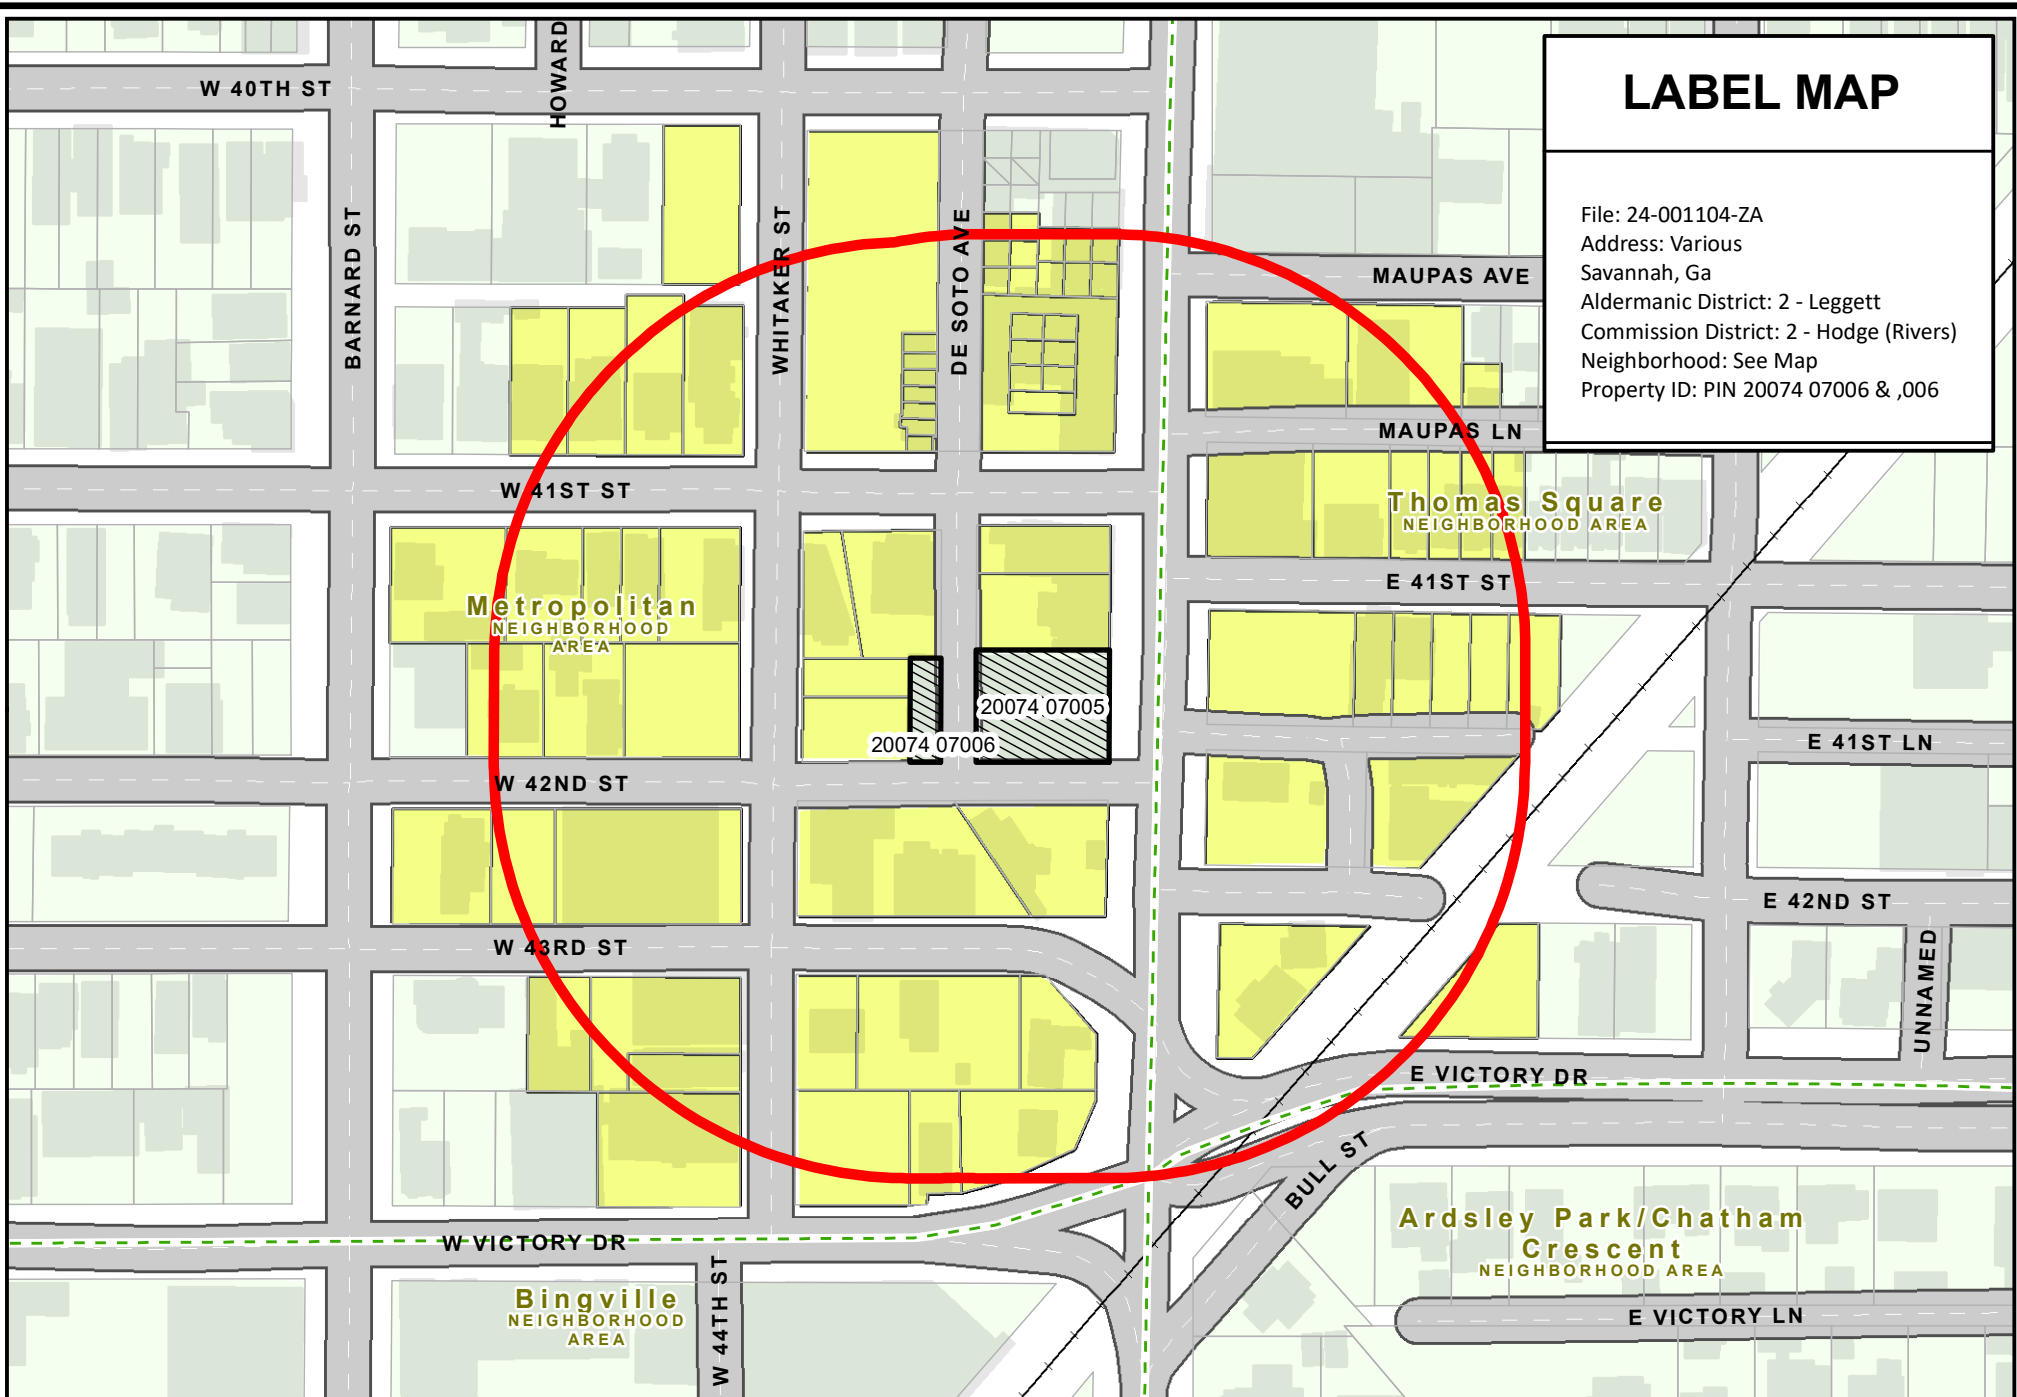 LABEL MAP
File: 24-001104-ZA
Address: Various
Savannah, Ga
Aldermanic District: 2 - Leggett
Commission District: 2 - Hodge (Rivers)
Neighborhood: See Map
Property ID: PIN 20074 07006 & ,006
W 40TH ST
HOWARD
BARNARD ST
WHITAKER ST
DE SOTO AVE
MAUPAS AVE
MAUPAS LN
W 41ST ST
Thomas Square
NEIGHBORHOOD AREA
E 41ST ST
Metropolitan
NEIGHBORHOOD
AREA
20074 07005
20074 07006
E 41ST LN
W 42ND ST
E 42ND ST
W 43RD ST
UNNAMED
E VICTORY DR
BULL ST
Ardsley Park/Chatham
Crescent
NEIGHBORHOOD AREA
W VICTORY DR
W 44TH ST
Bingville
NEIGHBORHOOD
AREA
E VICTORY LN